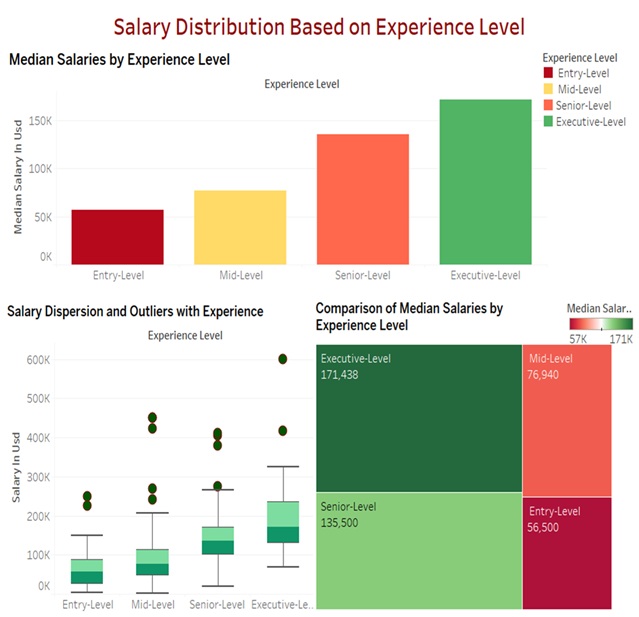 Salary Distribution Based on Experience Level
Median Salaries by Experience Level
Experience Level
Median Salary In Usd
150K
100K
50K
0K
Entry-Level
Mid-Level
Senior-Level
Executive-Level
Experience Level
Entry-Level
Mid-Level
Senior-Level
Executive-Level
Salary Dispersion and Outliers with Experience
Experience Level
Salary In Usd
600K
500K
400K
300K
200K
100K
0K
Entry-Level
Mid-Level
Senior-Level
Executive-Le..
Comparison of Median Salaries by
Experience Level
Median Salar..
57K
171K
Executive-Level
171,438
Mid-Level
76,940
Senior-Level
135,500
Entry-Level
56,500